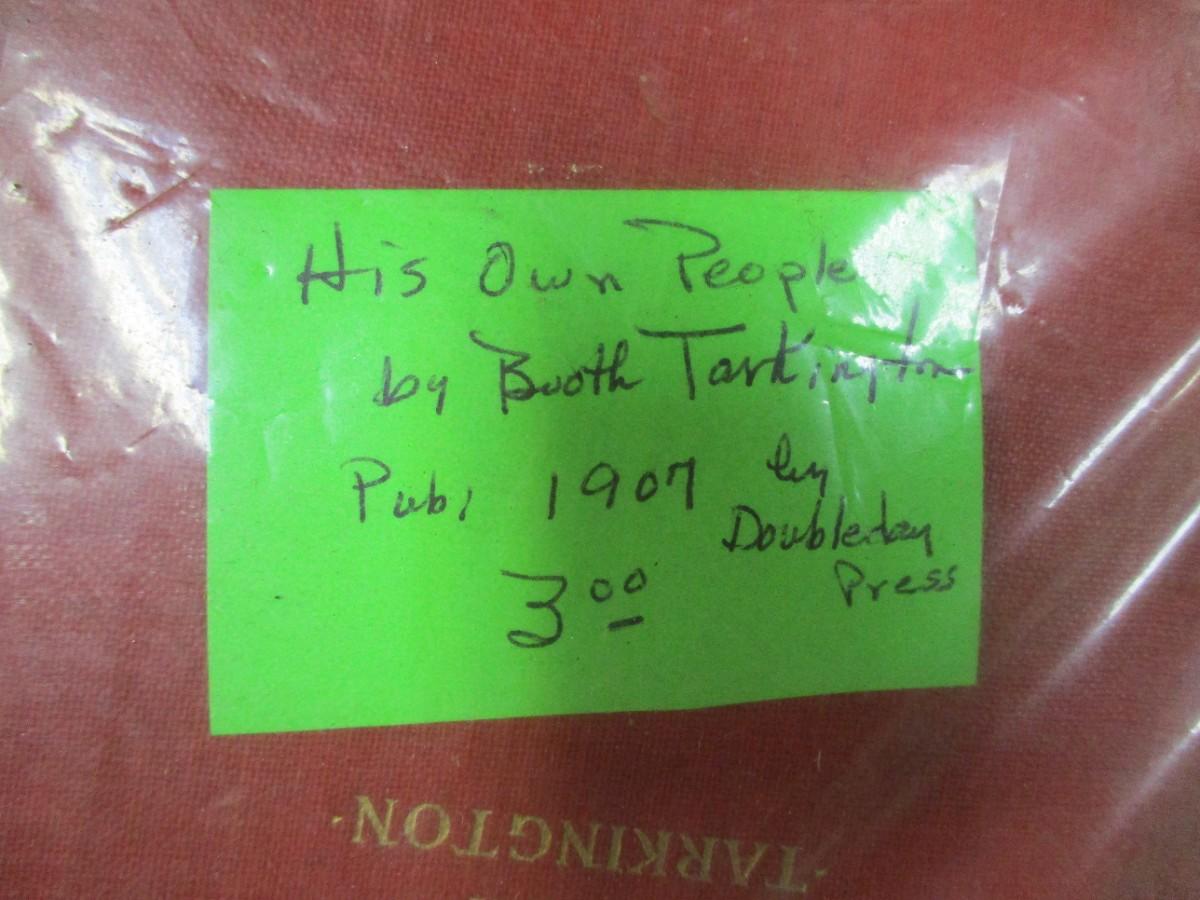 His Own People
by Booth Tarkington
Pub, 1907 by
Doubleday
Press
3 00
·TARKINGTON·